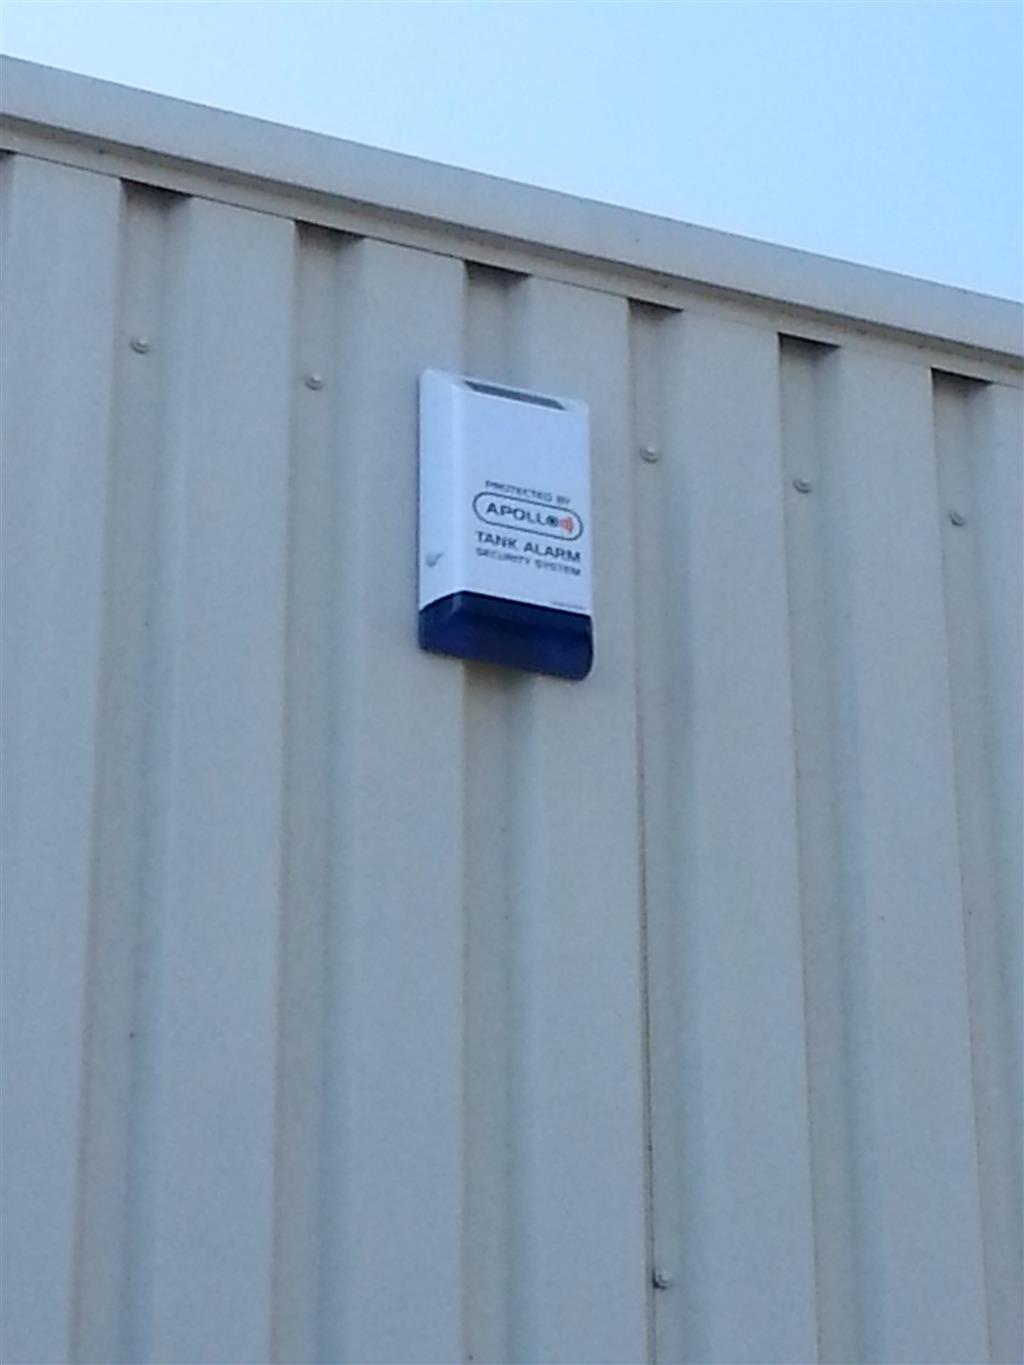 PROTECTED BY
APOLLO
TANK ALARM
SECURITY SYSTEM